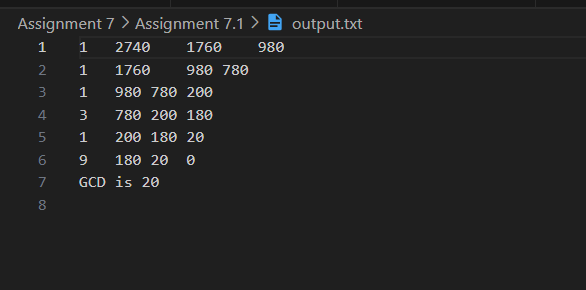 Assignment 7 > Assignment 7.1 > output.txt
1 1 2740 1760 980
2 1 1760 980 780
3 1 980 780 200
4 3 780 200 180
5 1 200 180 20
6 9 180 20 0
7 GCD is 20
8